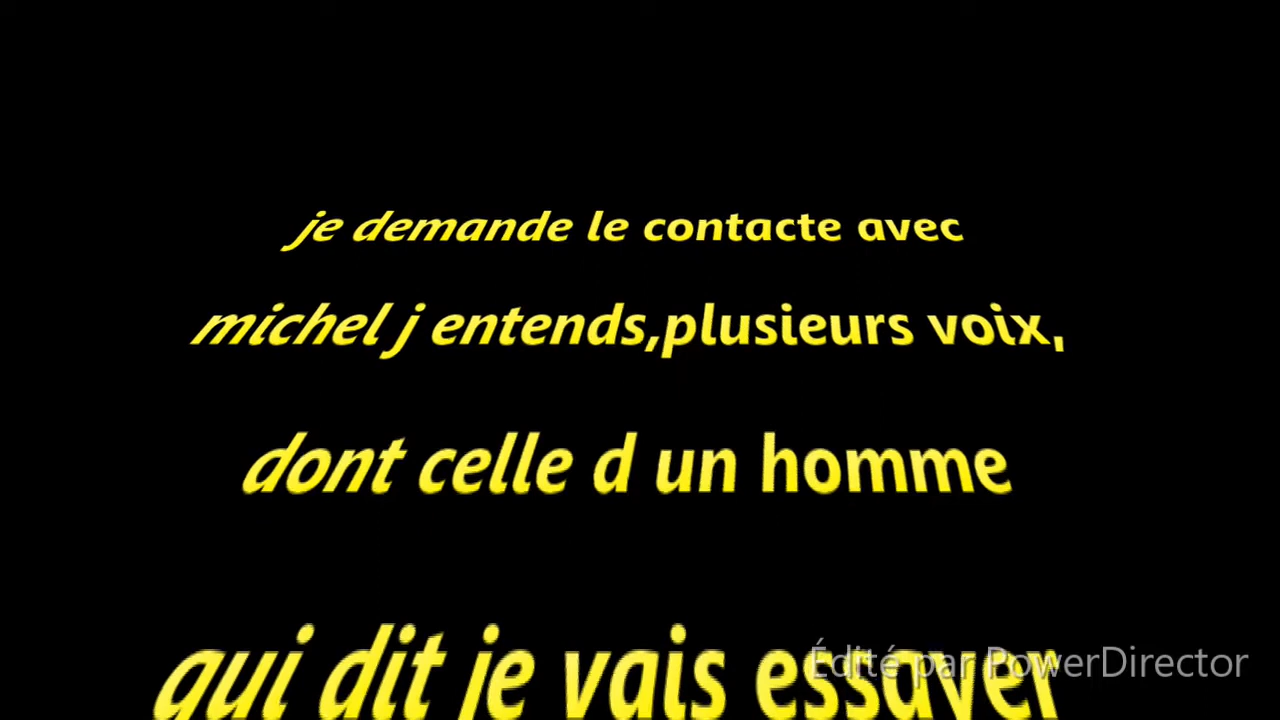 je demande le contacte avec
michel j entends,plusieurs voix,
dont celle d un homme
qui dit je vais essayer
Édité par PowerDirector